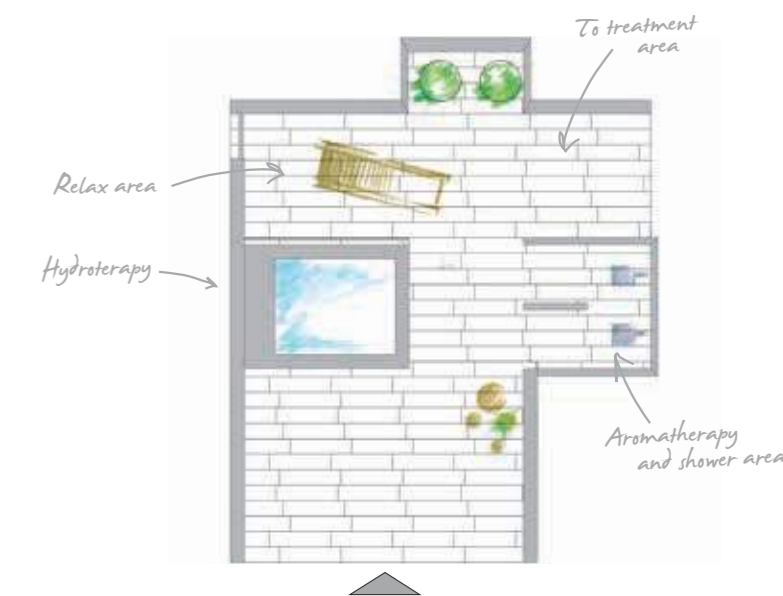 To treatment
area
Relax area
Hydroterapy
Aromatherapy
and shower area